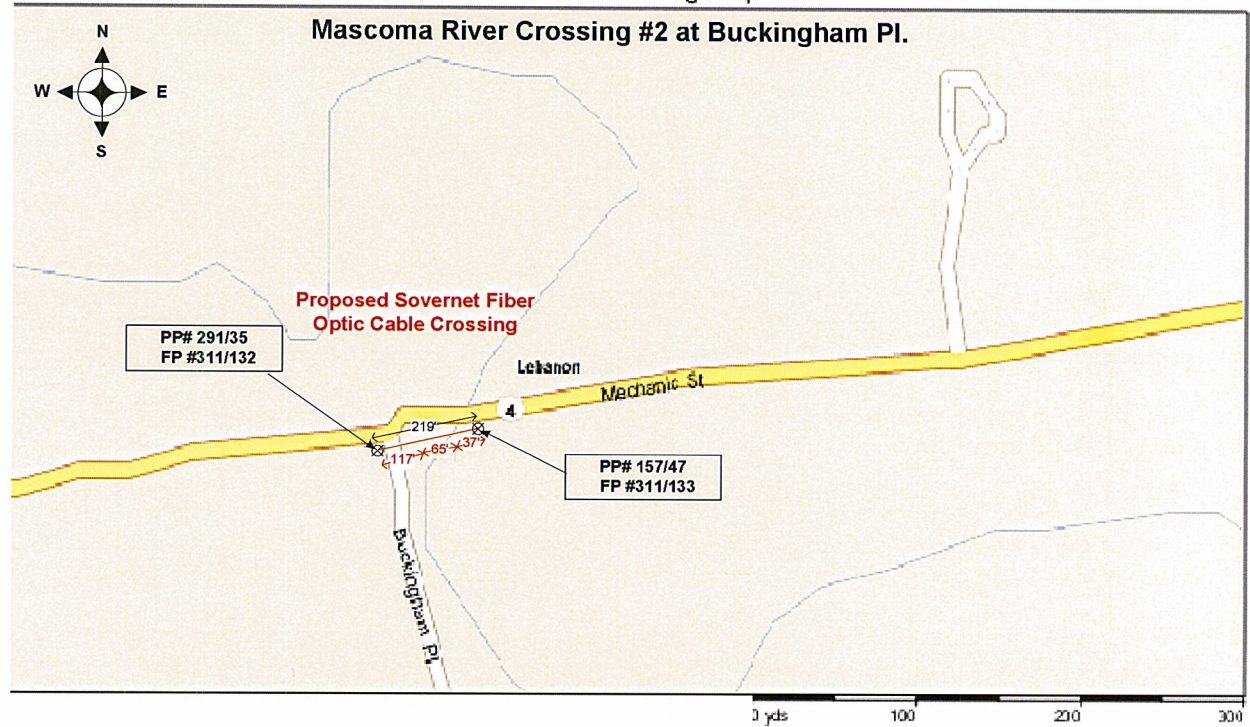 Mascoma River Crossing #2 at Buckingham Pl.
N
W
E
S
Proposed Sovernet Fiber
Optic Cable Crossing
PP# 291/35
FP #311/132
Lebanon
Mechanic St
4
219'
117'
65'
37'
PP# 157/47
FP #311/133
Buckingham Pl
0 yds
100
200
300